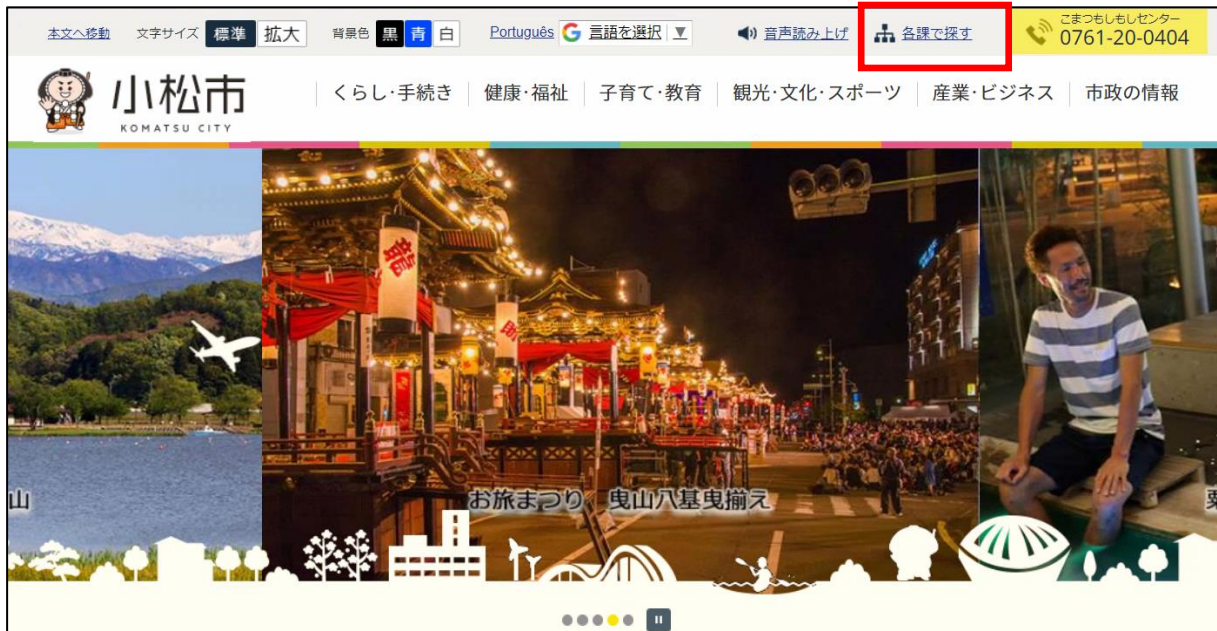 本文へ移動 文字サイズ 標準 拡大 背景色 黒 青 白 Português G 言語を選択 ▼ 音声読み上げ 各課で探す
こまつもしもしセンター
0761-20-0404
小松市
KOMATSU CITY
くらし・手続き 健康・福祉 子育て・教育 観光・文化・スポーツ 産業・ビジネス 市政の情報
龍
助
山
お旅まつり 曳山八基曳揃え
粟